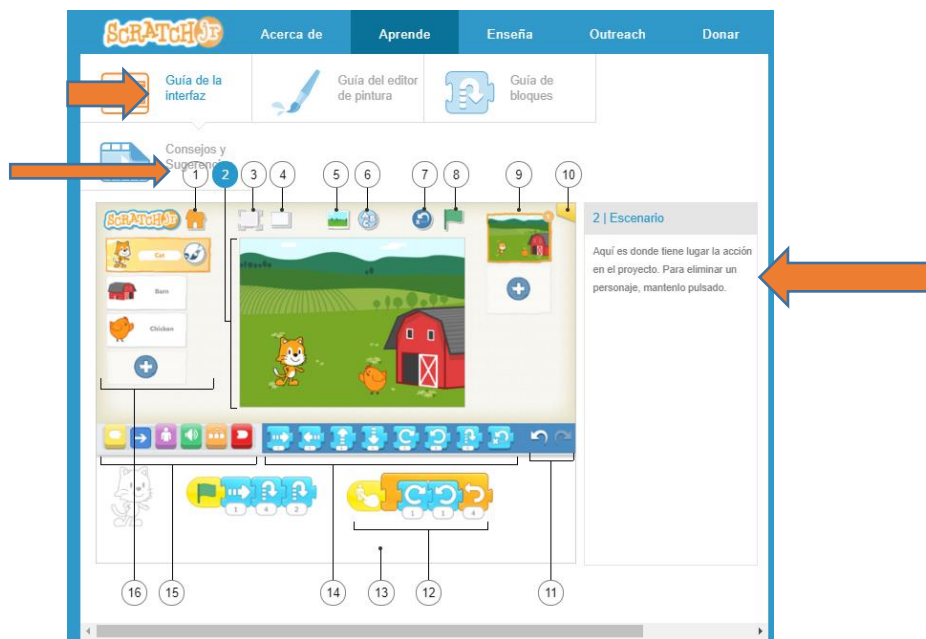 SCRATCHJr Acerca de Aprende Enseña Outreach Donar
Guía de la
interfaz
Guía del editor
de pintura
Guía de
bloques
Consejos y
1 2 3 4 5 6 7 8 9 10
SCRATCHJr
2 | Escenario
Aquí es donde tiene lugar la acción
en el proyecto. Para eliminar un
personaje, mantenlo pulsado.
Cat
Barn
Chicken
1 4 2
1 1 4
16 15 14 13 12 11